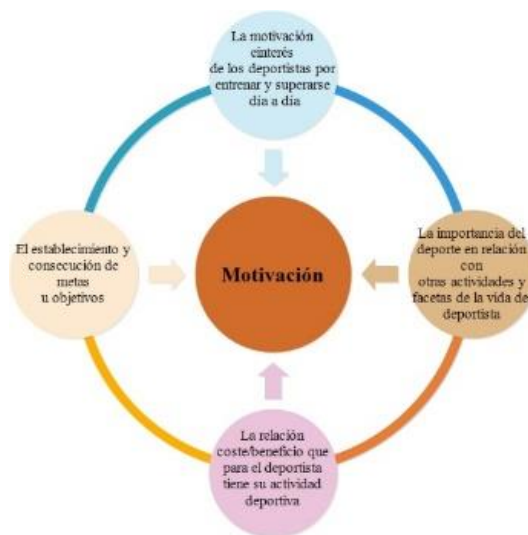 La motivación
einterés
de los deportistas por
entrenar y superarse
día a día
El establecimiento y
consecución de
metas
u objetivos
Motivación
La importancia del
deporte en relación
con
otras actividades y
facetas de la vida de
deportista
La relación
coste/beneficio que
para el deportista
tiene su actividad
deportiva